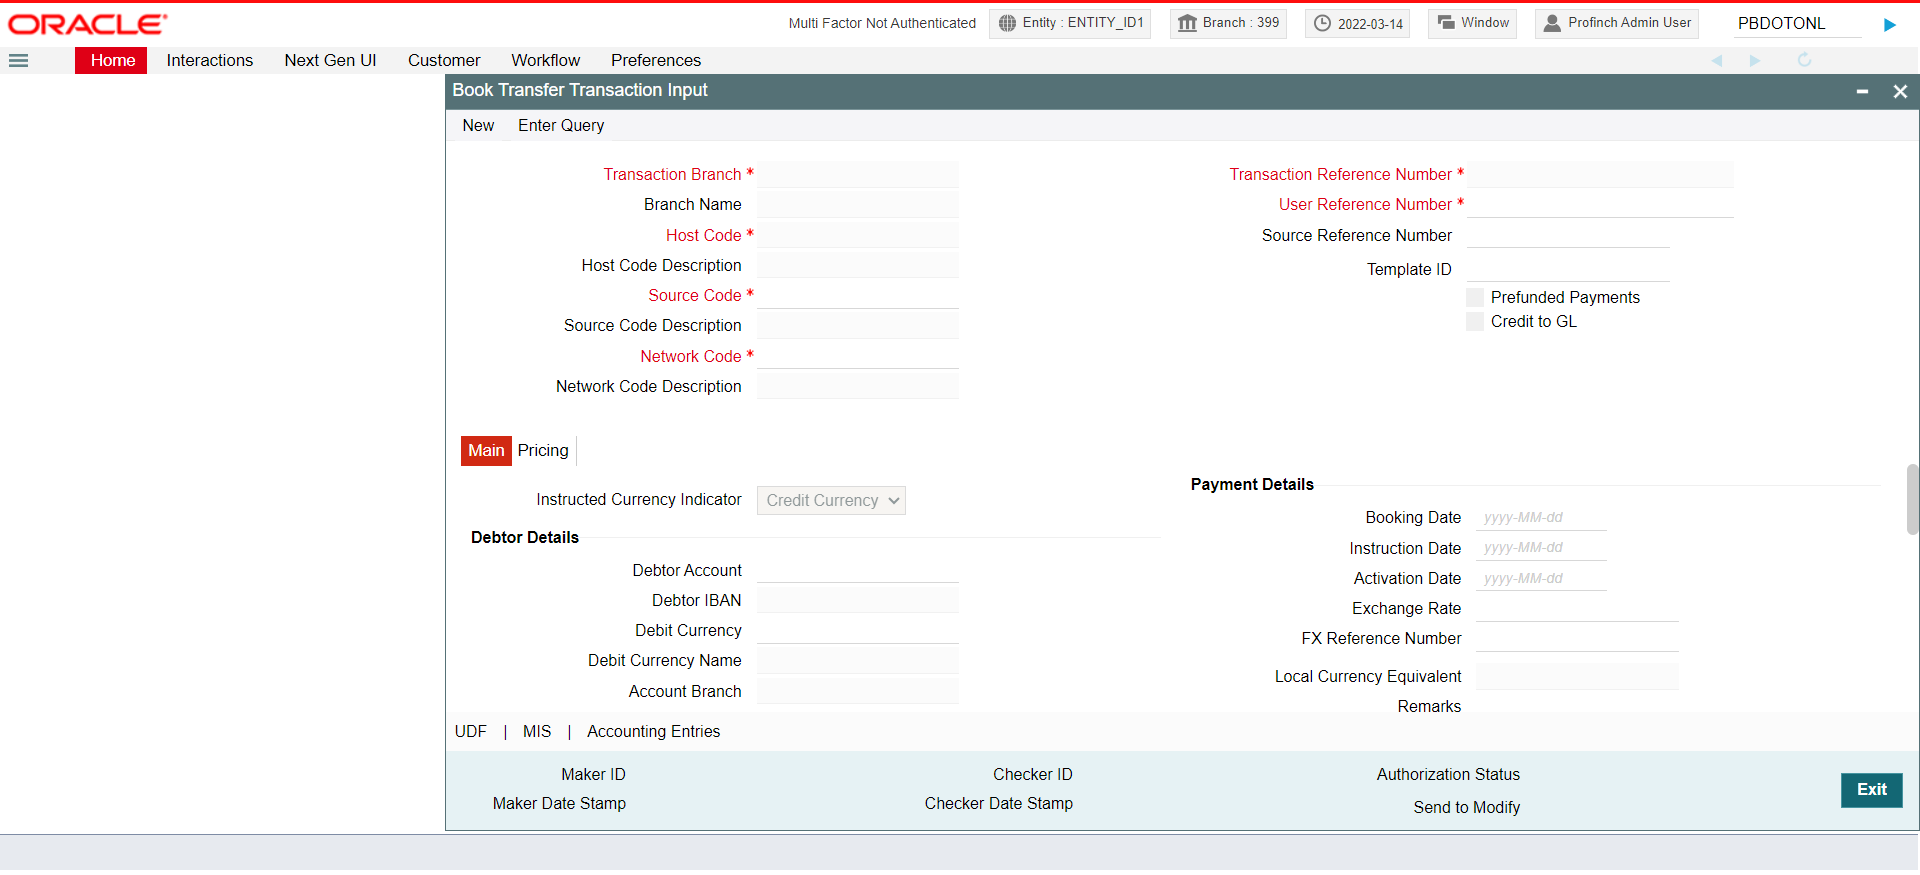 ORACLE
Multi Factor Not Authenticated
Entity : ENTITY_ID1
Branch : 399
2022-03-14
Window
Profinch Admin User
PBDOTONL
Home
Interactions
Next Gen UI
Customer
Workflow
Preferences
Book Transfer Transaction Input
New
Enter Query
Transaction Branch *
Branch Name
Host Code *
Host Code Description
Source Code *
Source Code Description
Network Code *
Network Code Description
Transaction Reference Number *
User Reference Number *
Source Reference Number
Template ID
Prefunded Payments
Credit to GL
Main
Pricing
Instructed Currency Indicator
Credit Currency
Debtor Details
Debtor Account
Debtor IBAN
Debit Currency
Debit Currency Name
Account Branch
Payment Details
Booking Date yyyy-MM-dd
Instruction Date yyyy-MM-dd
Activation Date yyyy-MM-dd
Exchange Rate
FX Reference Number
Local Currency Equivalent
Remarks
UDF | MIS | Accounting Entries
Maker ID
Maker Date Stamp
Checker ID
Checker Date Stamp
Authorization Status
Send to Modify
Exit